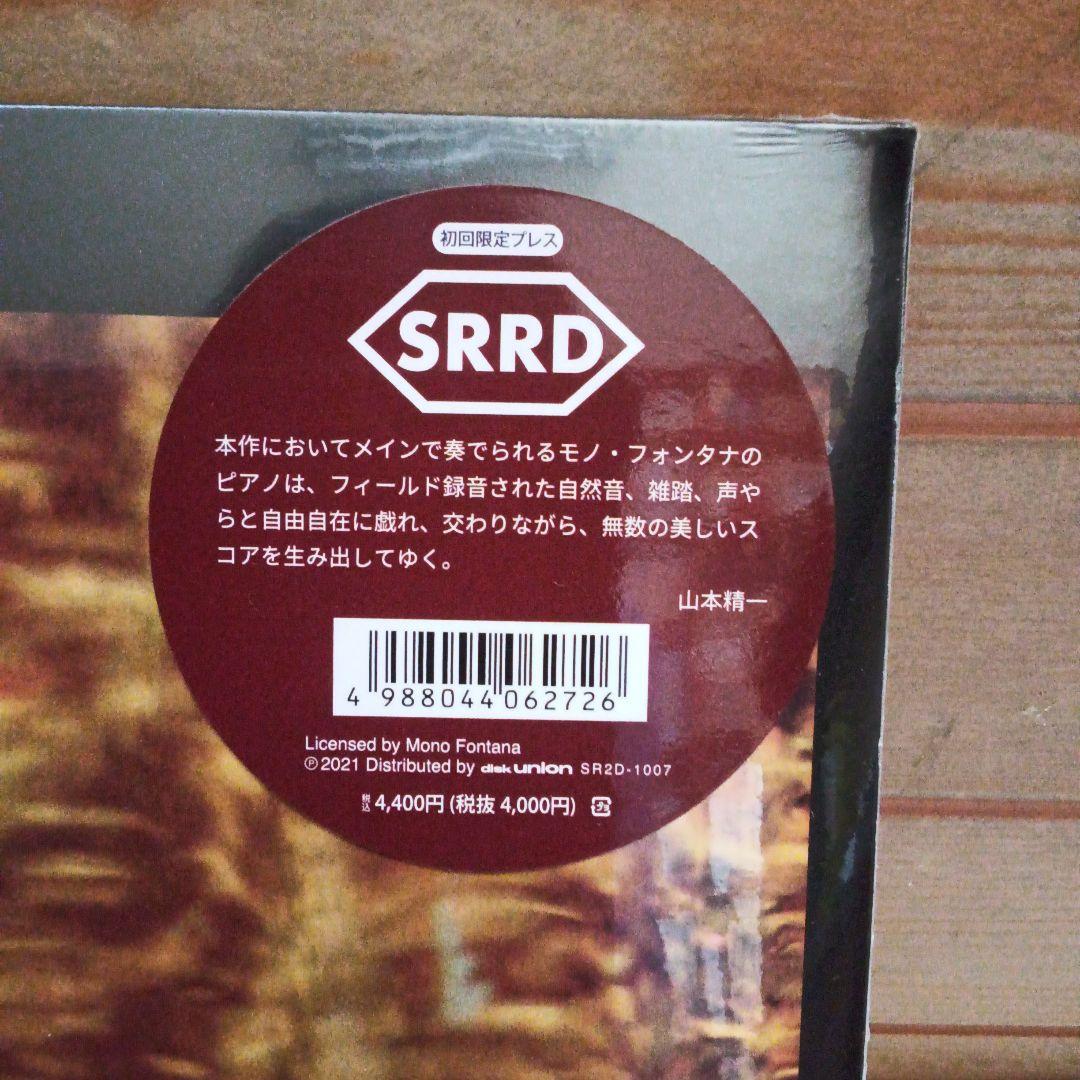 初回限定プレス
SRRD
本作においてメインで奏でられるモノ・フォンタナの
ピアノは、フィールド録音された自然音、雑踏、声や
らと自由自在に戯れ、交わりながら、無数の美しいス
コアを生み出してゆく。
山本精一
4 988044 062726
Licensed by Mono Fontana
℗ 2021 Distributed by disk union SR2D-1007
税込 4,400円 (税抜 4,000円)